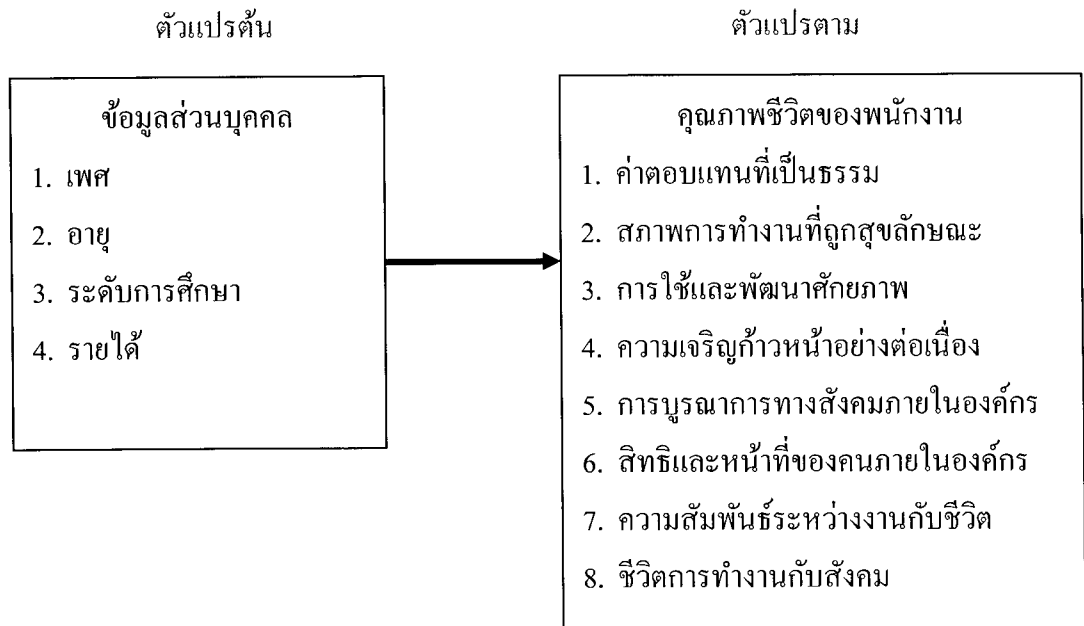 ตัวแปรต้น
ตัวแปรตาม
ข้อมูลส่วนบุคคล
1. เพศ
2. อายุ
3. ระดับการศึกษา
4. รายได้
คุณภาพชีวิตของพนักงาน
1. ค่าตอบแทนที่เป็นธรรม
2. สภาพการทำงานที่ถูกสุขลักษณะ
3. การใช้และพัฒนาศักยภาพ
4. ความเจริญก้าวหน้าอย่างต่อเนื่อง
5. การบูรณาการทางสังคมภายในองค์กร
6. สิทธิและหน้าที่ของคนภายในองค์กร
7. ความสัมพันธ์ระหว่างงานกับชีวิต
8. ชีวิตการทำงานกับสังคม